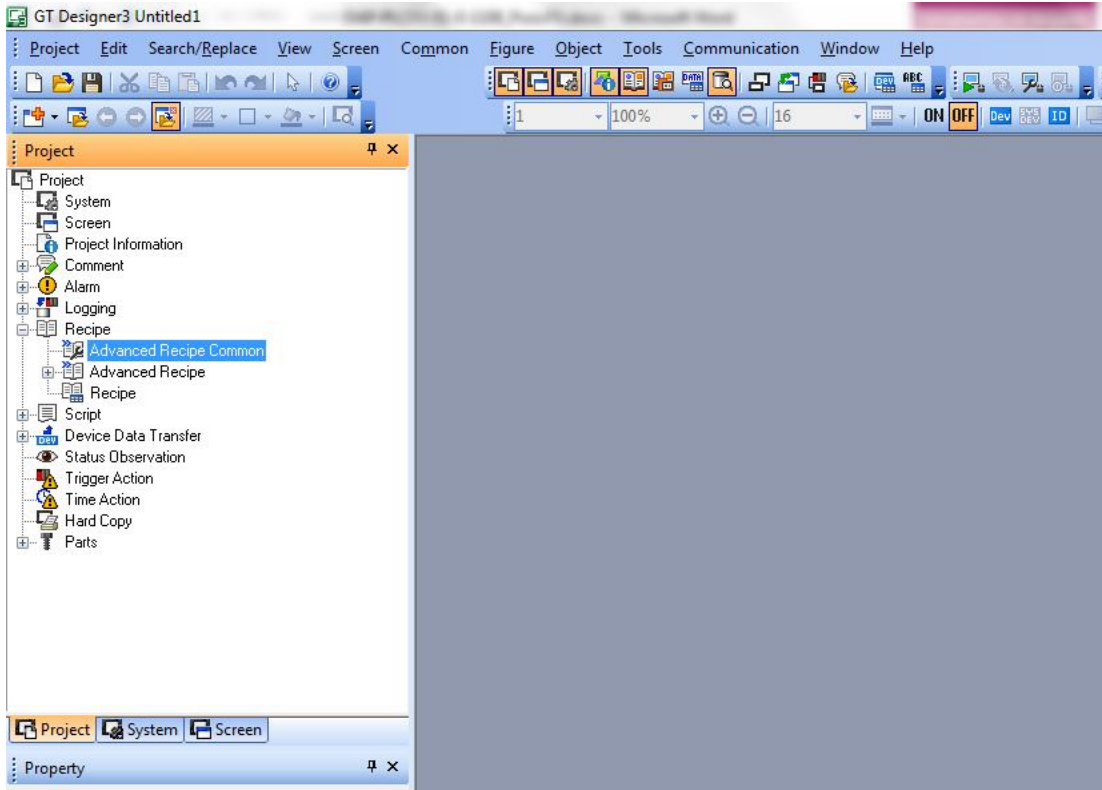 GT Designer3 Untitled1
Project Edit Search/Replace View Screen Common Figure Object Tools Communication Window Help
1 100% 16 ON OFF Dev ID
Project
Project
System
Screen
Project Information
Comment
Alarm
Logging
Recipe
Advanced Recipe Common
Advanced Recipe
Recipe
Script
Device Data Transfer
Status Observation
Trigger Action
Time Action
Hard Copy
Parts
Project System Screen
Property